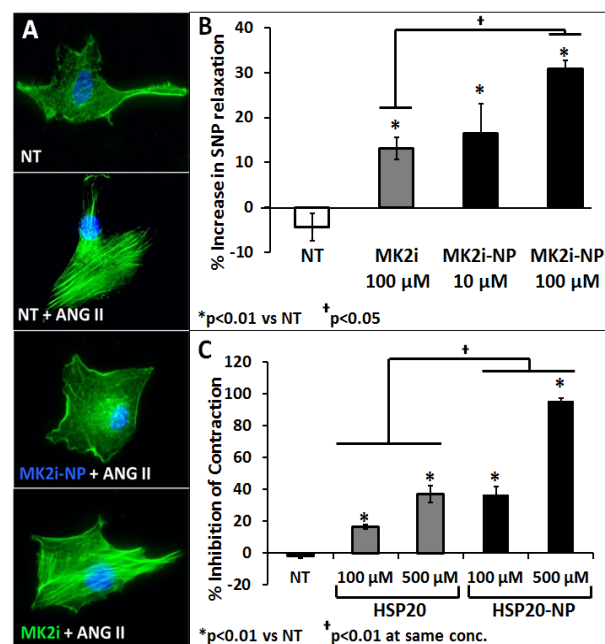 A
NT
NT + ANG II
MK2i-NP + ANG II
MK2i + ANG II
B
% Increase in SNP relaxation
40
30
20
10
0
-10
ƚ
*
*
*
NT
MK2i
100 µM
MK2i-NP
10 µM
MK2i-NP
100 µM
*p<0.01 vs NT ƚp<0.05
C
% Inhibition of Contraction
120
100
80
60
40
20
0
-20
ƚ
*
*
*
*
NT
100 µM 500 µM 100 µM 500 µM
HSP20 HSP20-NP
*p<0.01 vs NT ƚp<0.01 at same conc.